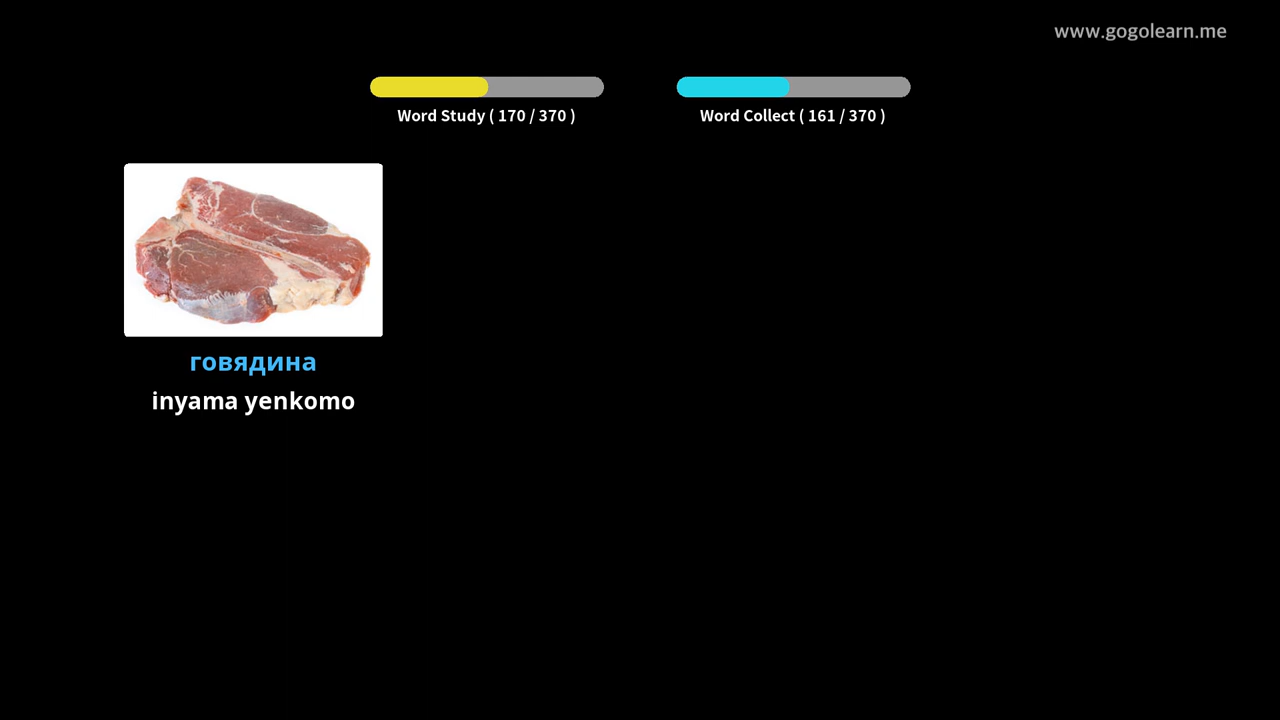 www.gogolearn.me
Word Study ( 170 / 370 )
Word Collect ( 161 / 370 )
говядина
inyama yenkomo